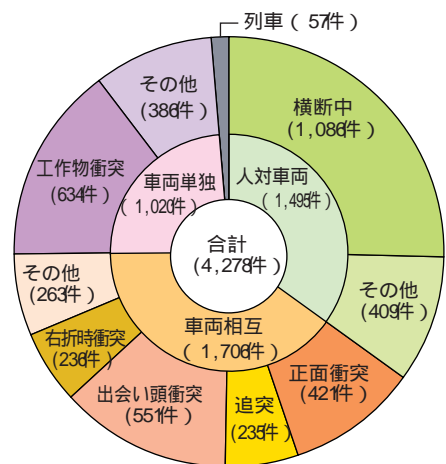 列車（57件）
横断中
（1,086件）
人対車両
（1,495件）
その他
（409件）
正面衝突
（421件）
追突
（235件）
出会い頭衝突
（551件）
右折時衝突
（236件）
その他
（263件）
車両相互
（1,706件）
工作物衝突
（634件）
その他
（386件）
車両単独
（1,020件）
合計
（4,278件）